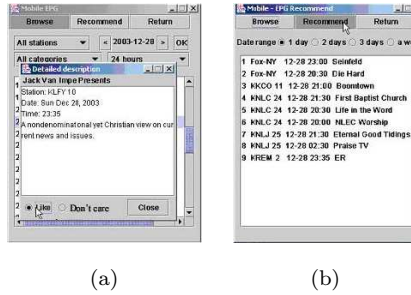 Mobile EPG
Browse Recommend Return
All stations < 2003-12-28 > OK
All categories 24 hours
Detailed description
Jack Van Impe Presents
Station: KLFY 10
Date: Sun Dec 28, 2003
Time: 23:35
A nondenominational yet Christian view on cur
rent news and issues.
Like Don't care Close
(a)
Mobile - EPG Recommend
Browse Recommend Return
Date range 1 day 2 days 3 days a w
1 Fox-NY 12-28 23:00 Seinfeld
2 Fox-NY 12-28 20:30 Die Hard
3 KKCO 11 12-28 21:00 Boomtown
4 KNLC 24 12-28 21:30 First Baptist Church
5 KNLC 24 12-28 20:30 Life in the Word
6 KNLC 24 12-28 20:00 NLEC Worship
7 KNLJ 25 12-28 21:30 Eternal Good Tidings
8 KNLJ 25 12-28 02:30 Praise TV
9 KREM 2 12-28 23:35 ER
(b)